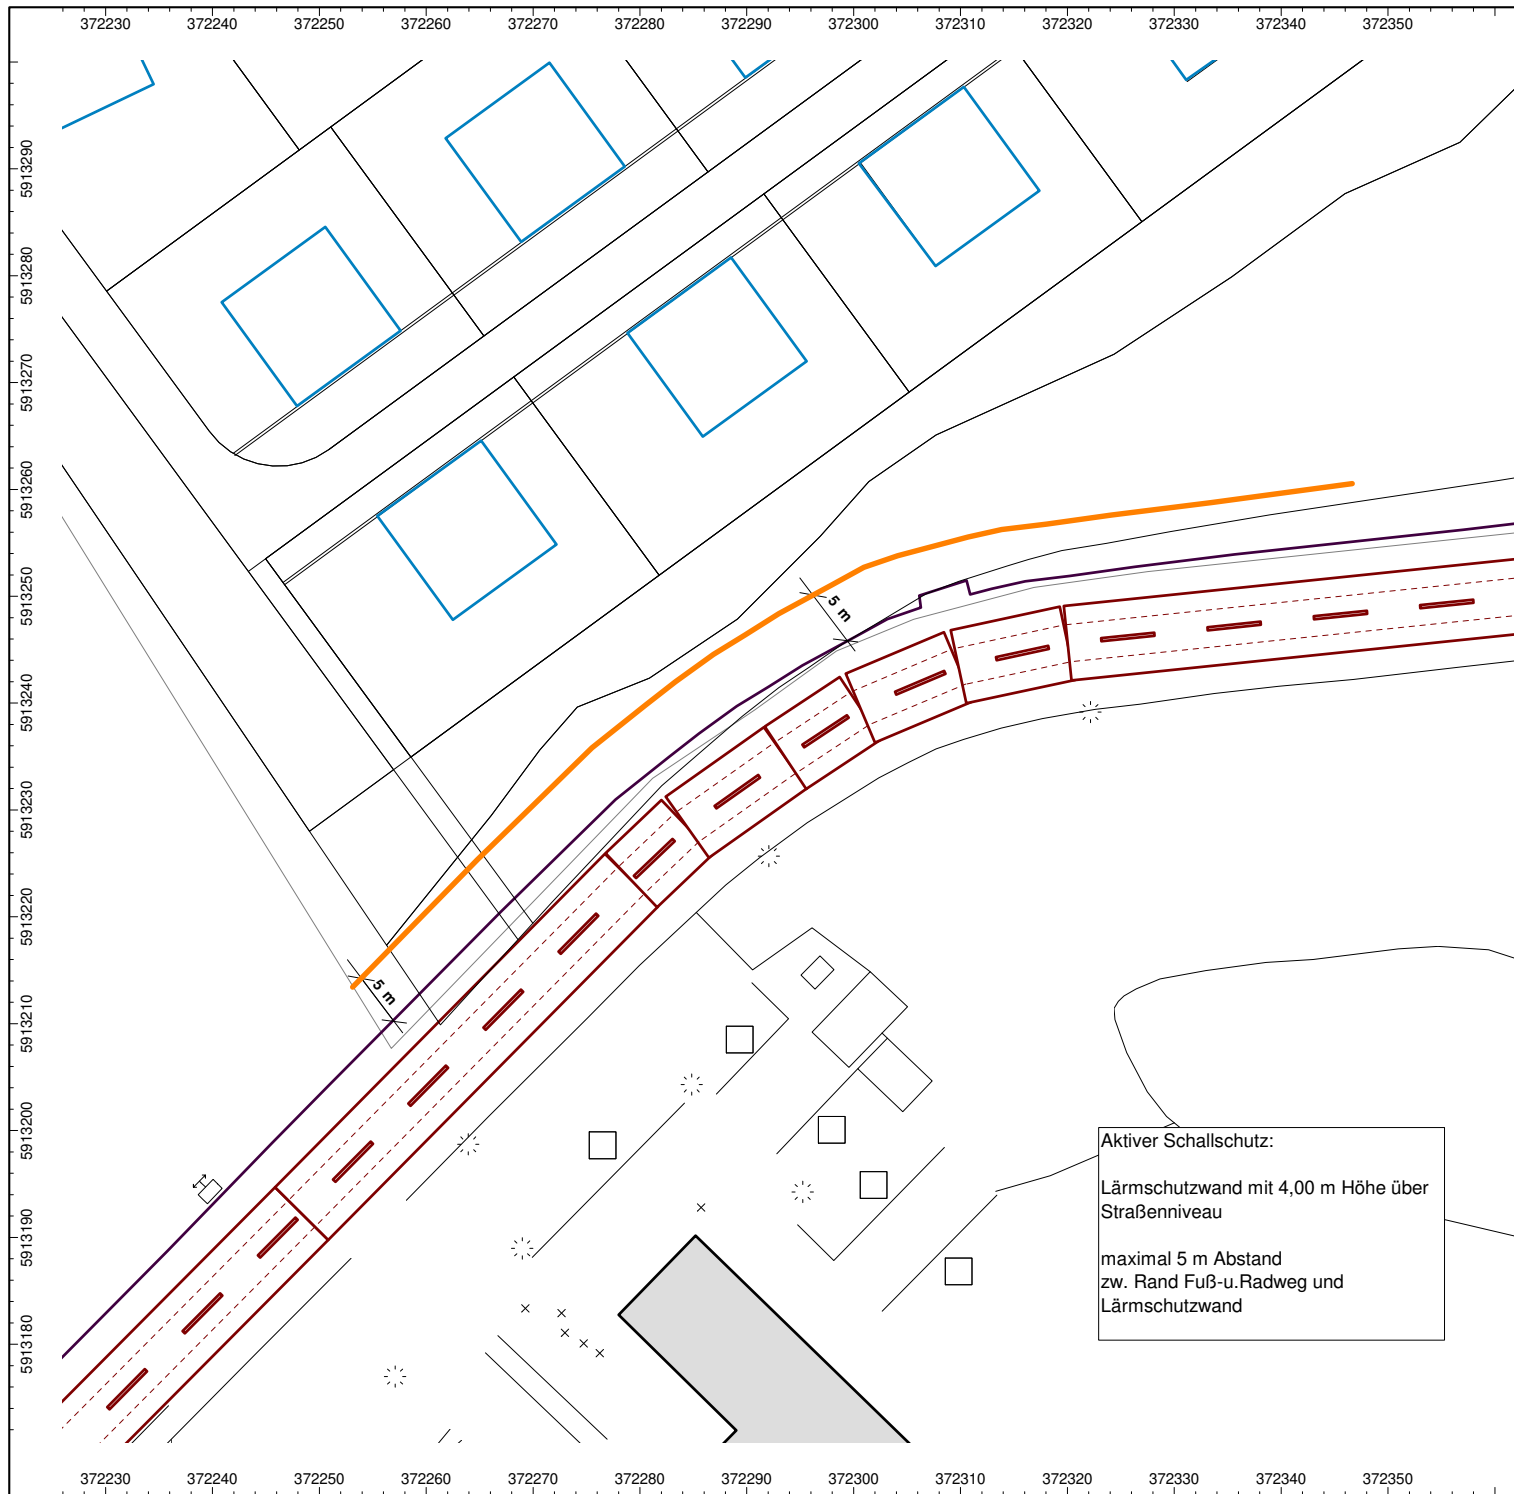 372230 372240 372250 372260 372270 372280 372290 372300 372310 372320 372330 372340 372350
5913290
5913280
5913270
5913260
5913250
5913240
5913230
5913220
5913210
5913200
5913190
5913180
5 m
5 m
Aktiver Schallschutz:
Lärmschutzwand mit 4,00 m Höhe über
Straßenniveau
maximal 5 m Abstand
zw. Rand Fuß-u.Radweg und
Lärmschutzwand
372230 372240 372250 372260 372270 372280 372290 372300 372310 372320 372330 372340 372350